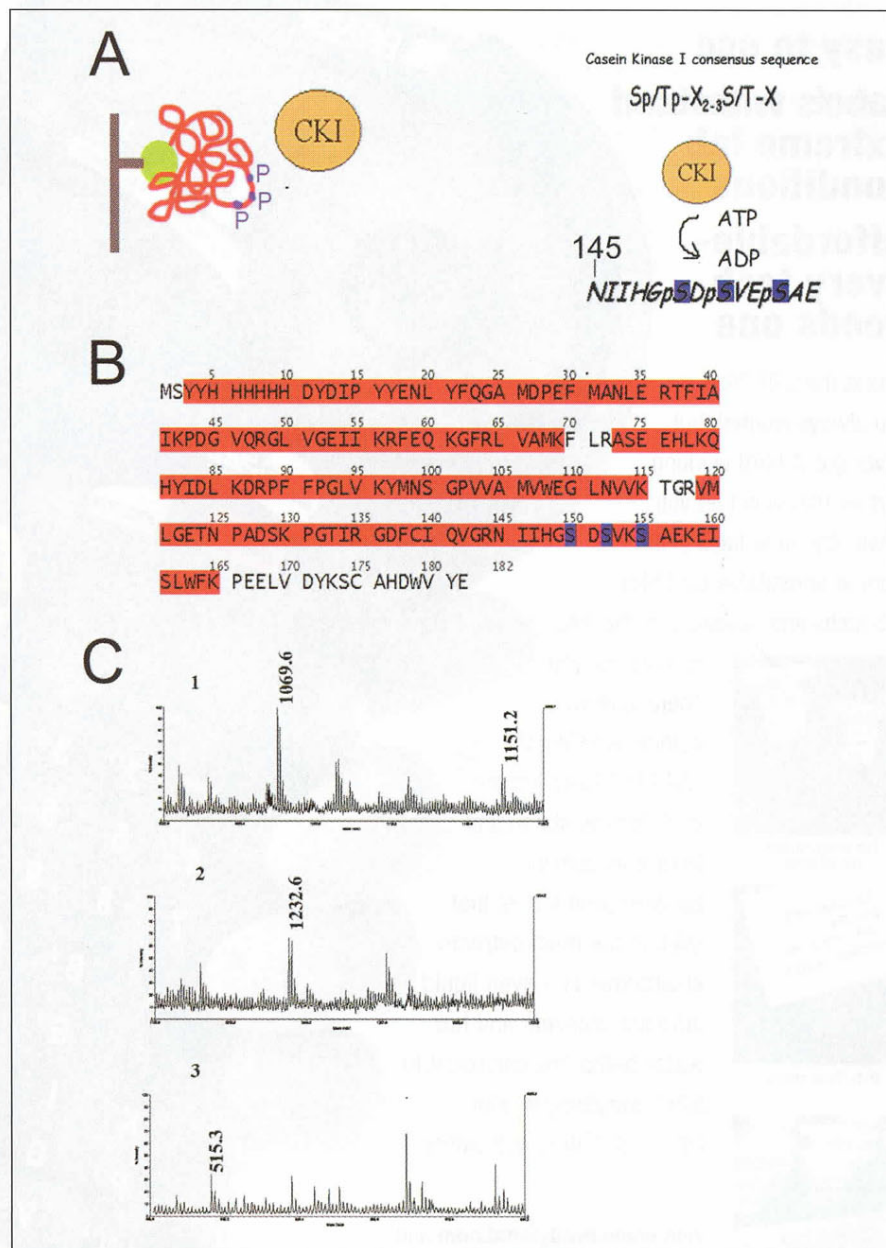 A
CKI
P
P
P
Casein Kinase I consensus sequence
Sp/Tp-X2-3S/T-X
CKI
ATP
ADP
145
NIIHGpSDpSVEpSAE
B
5 10 15 20 25 30 35 40
MSYYH HHHHH DYDIP YYENL YFQGA MDPEF MANLE RTFIA
45 50 55 60 65 70 75 80
IKPDG VQRGL VGEII KRFEQ KGFRL VAMKF LRASE EHLKQ
85 90 95 100 105 110 115 120
HYIDL KDRPF FPGLV KYMNS GPVVA MVWEG LNVVK TGRVM
125 130 135 140 145 150 155 160
LGETN PADSK PGTIR GDFCI QVGRN IIHGS DSVKS AEKEI
165 170 175 182
SLWFK PEELV DYKSC AHDWV YE
C
1
1069.6
1151.2
2
1232.6
3
515.3